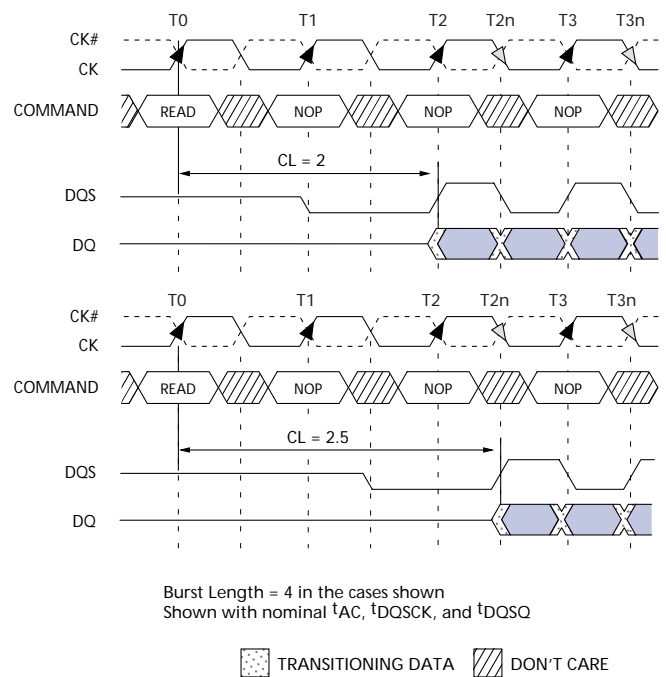 T0 T1 T2 T2n T3 T3n
CK#
CK
COMMAND READ NOP NOP NOP
CL = 2
DQS
DQ
T0 T1 T2 T2n T3 T3n
CK#
CK
COMMAND READ NOP NOP NOP
CL = 2.5
DQS
DQ
Burst Length = 4 in the cases shown
Shown with nominal tAC, tDQSCK, and tDQSQ
TRANSITIONING DATA DON'T CARE